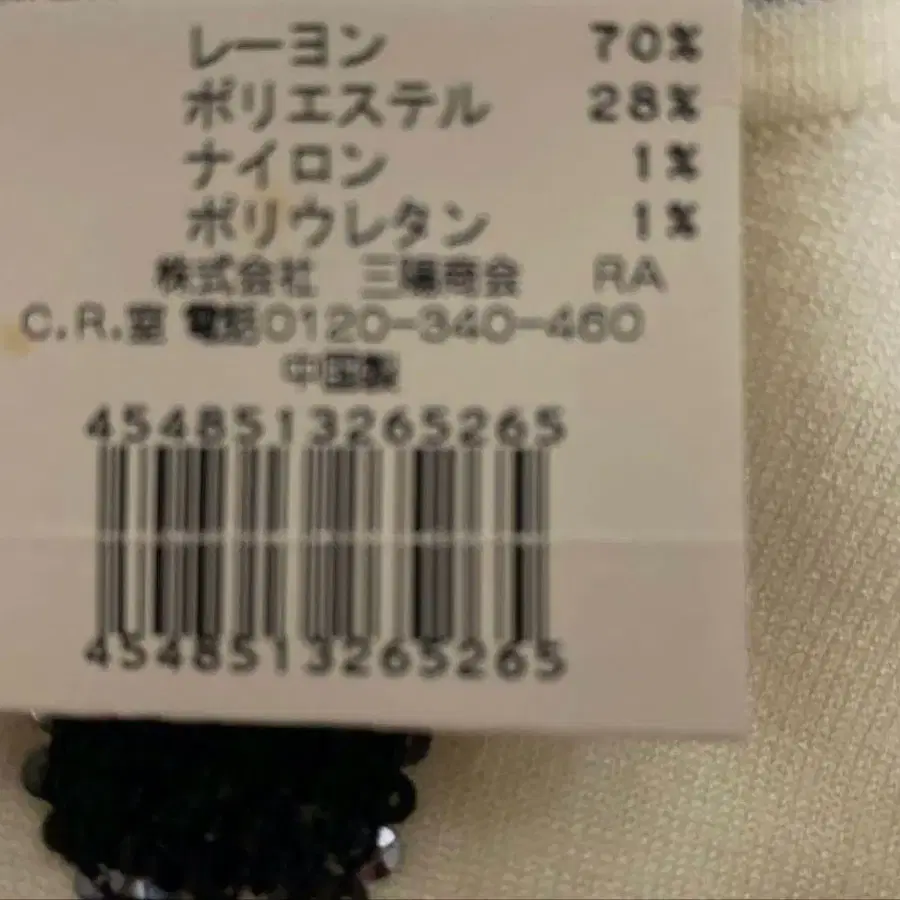 レーヨン 70%
ポリエステル 28%
ナイロン 1%
ポリウレタン 1%
株式会社 三陽商会 RA
C.R.室 電話0120-340-460
中国製
4548513265265
4548513265265